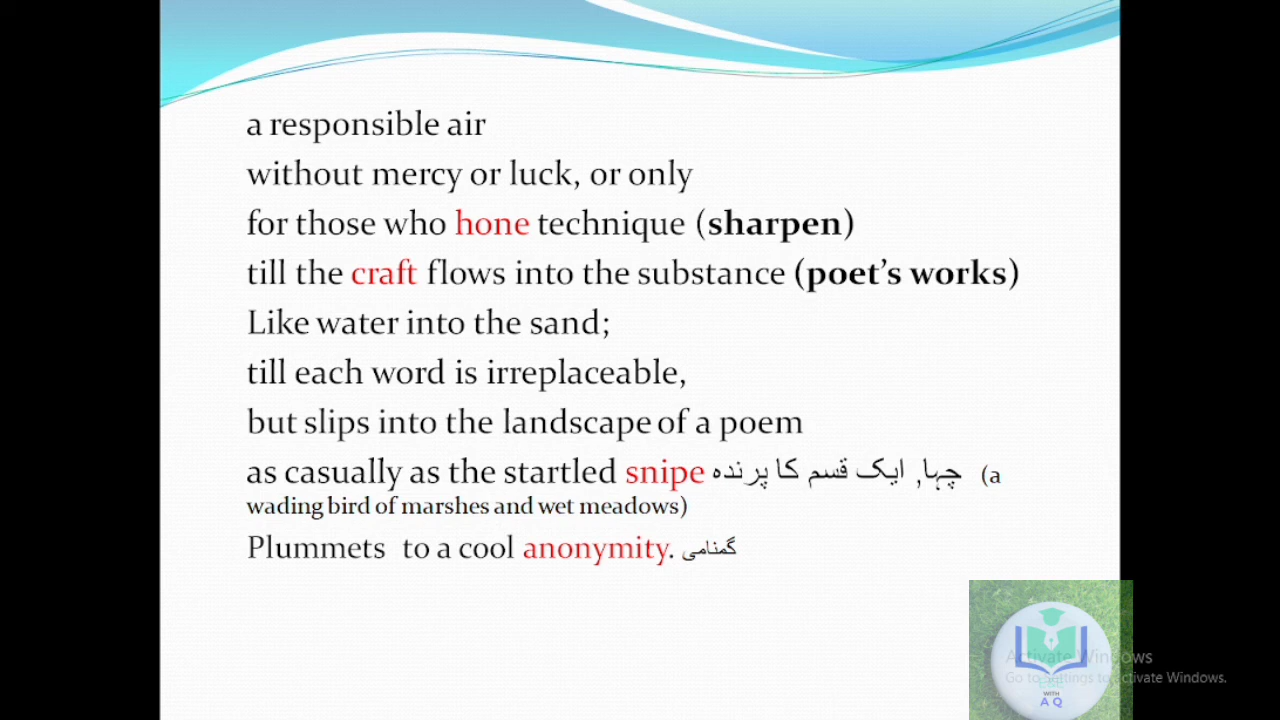 a responsible air
without mercy or luck, or only
for those who hone technique (sharpen)
till the craft flows into the substance (poet's works)
Like water into the sand;
till each word is irreplaceable,
but slips into the landscape of a poem
as casually as the startled snipe چہا, ایک قسم کا پرندہ (a
wading bird of marshes and wet meadows)
Plummets to a cool anonymity. گمنامی
Activate Windows
Go to Settings to activate Windows.
WITH
A Q